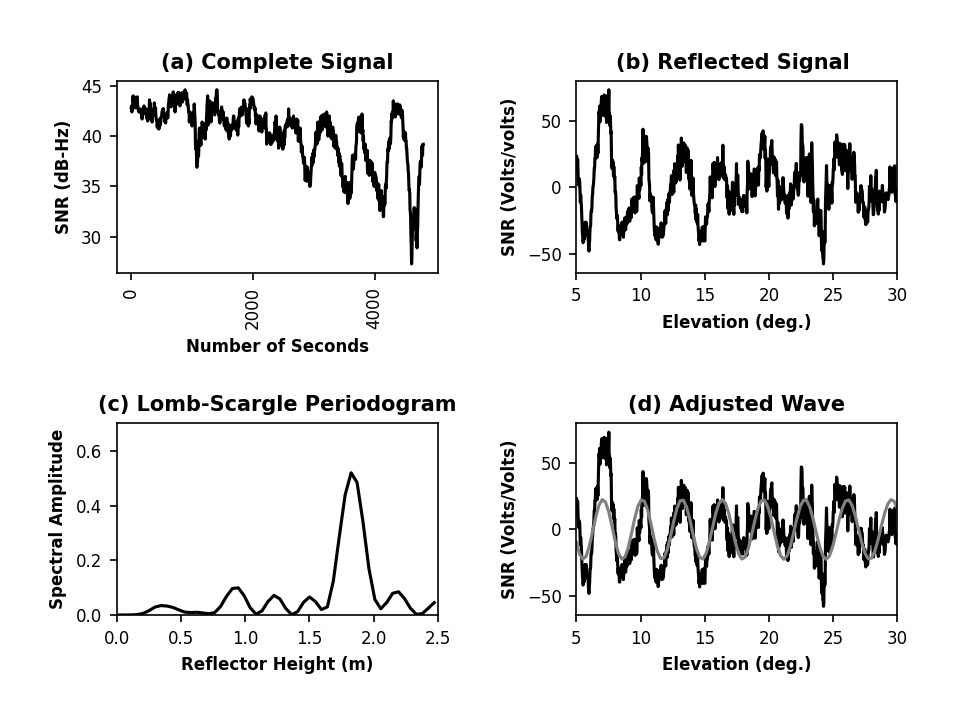 (a) Complete Signal
SNR (dB-Hz)
45
40
35
30
0
2000
4000
Number of Seconds
(b) Reflected Signal
SNR (Volts/volts)
50
0
−50
5
10
15
20
25
30
Elevation (deg.)
(c) Lomb-Scargle Periodogram
Spectral Amplitude
0.6
0.4
0.2
0.0
0.0
0.5
1.0
1.5
2.0
2.5
Reflector Height (m)
(d) Adjusted Wave
SNR (Volts/Volts)
50
0
−50
5
10
15
20
25
30
Elevation (deg.)